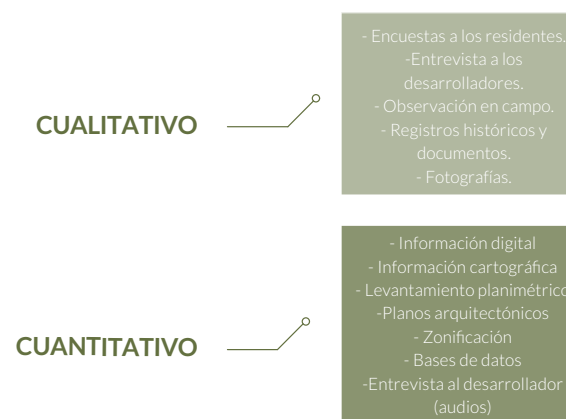 CUALITATIVO
- Encuestas a los residentes.
-Entrevista a los
desarrolladores.
- Observación en campo.
- Registros históricos y
documentos.
- Fotografías.
CUANTITATIVO
- Información digital
- Información cartográfica
- Levantamiento planimétrico
-Planos arquitectónicos
- Zonificación
- Bases de datos
-Entrevista al desarrollador
(audios)